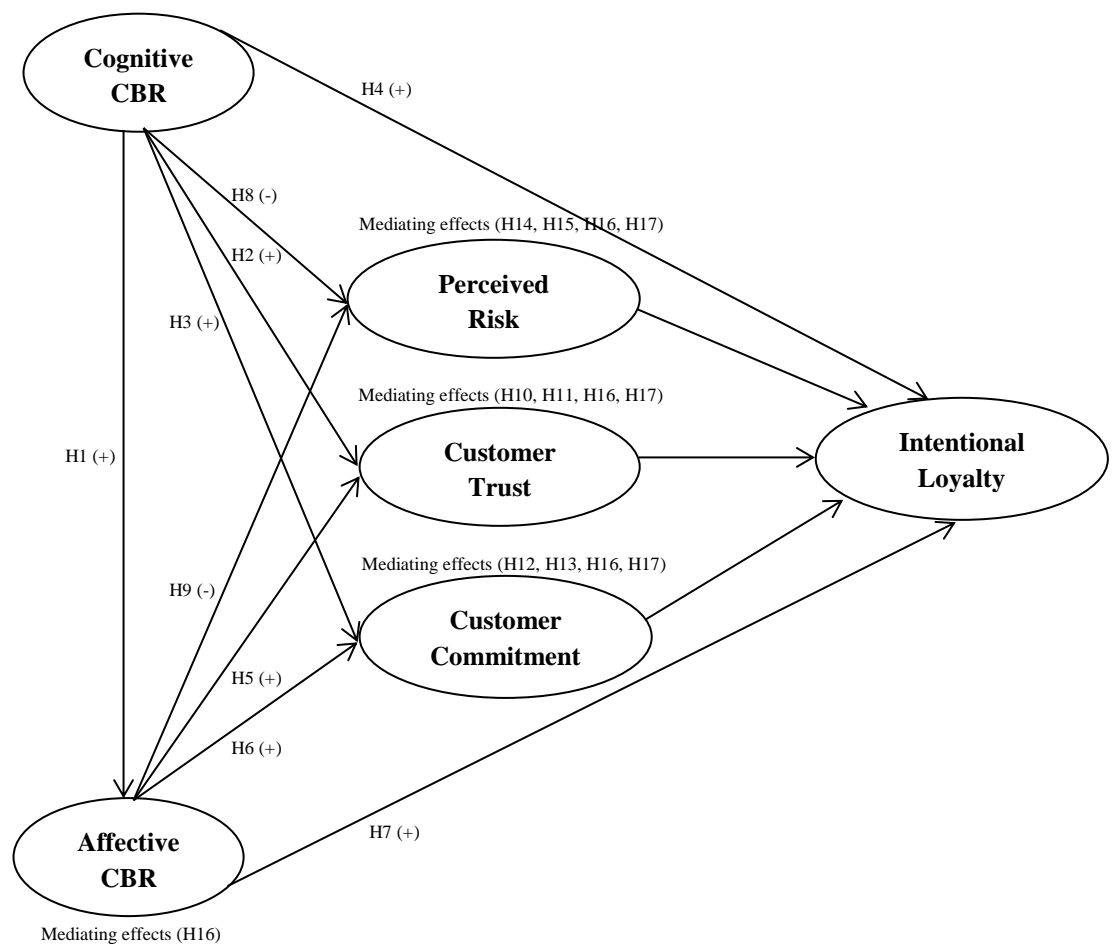 Cognitive
CBR
H4 (+)
H8 (-)
Mediating effects (H14, H15, H16, H17)
H2 (+)
Perceived
Risk
H3 (+)
Mediating effects (H10, H11, H16, H17)
H1 (+)
Customer
Trust
Intentional
Loyalty
Mediating effects (H12, H13, H16, H17)
H9 (-)
Customer
Commitment
H5 (+)
H6 (+)
H7 (+)
Affective
CBR
Mediating effects (H16)